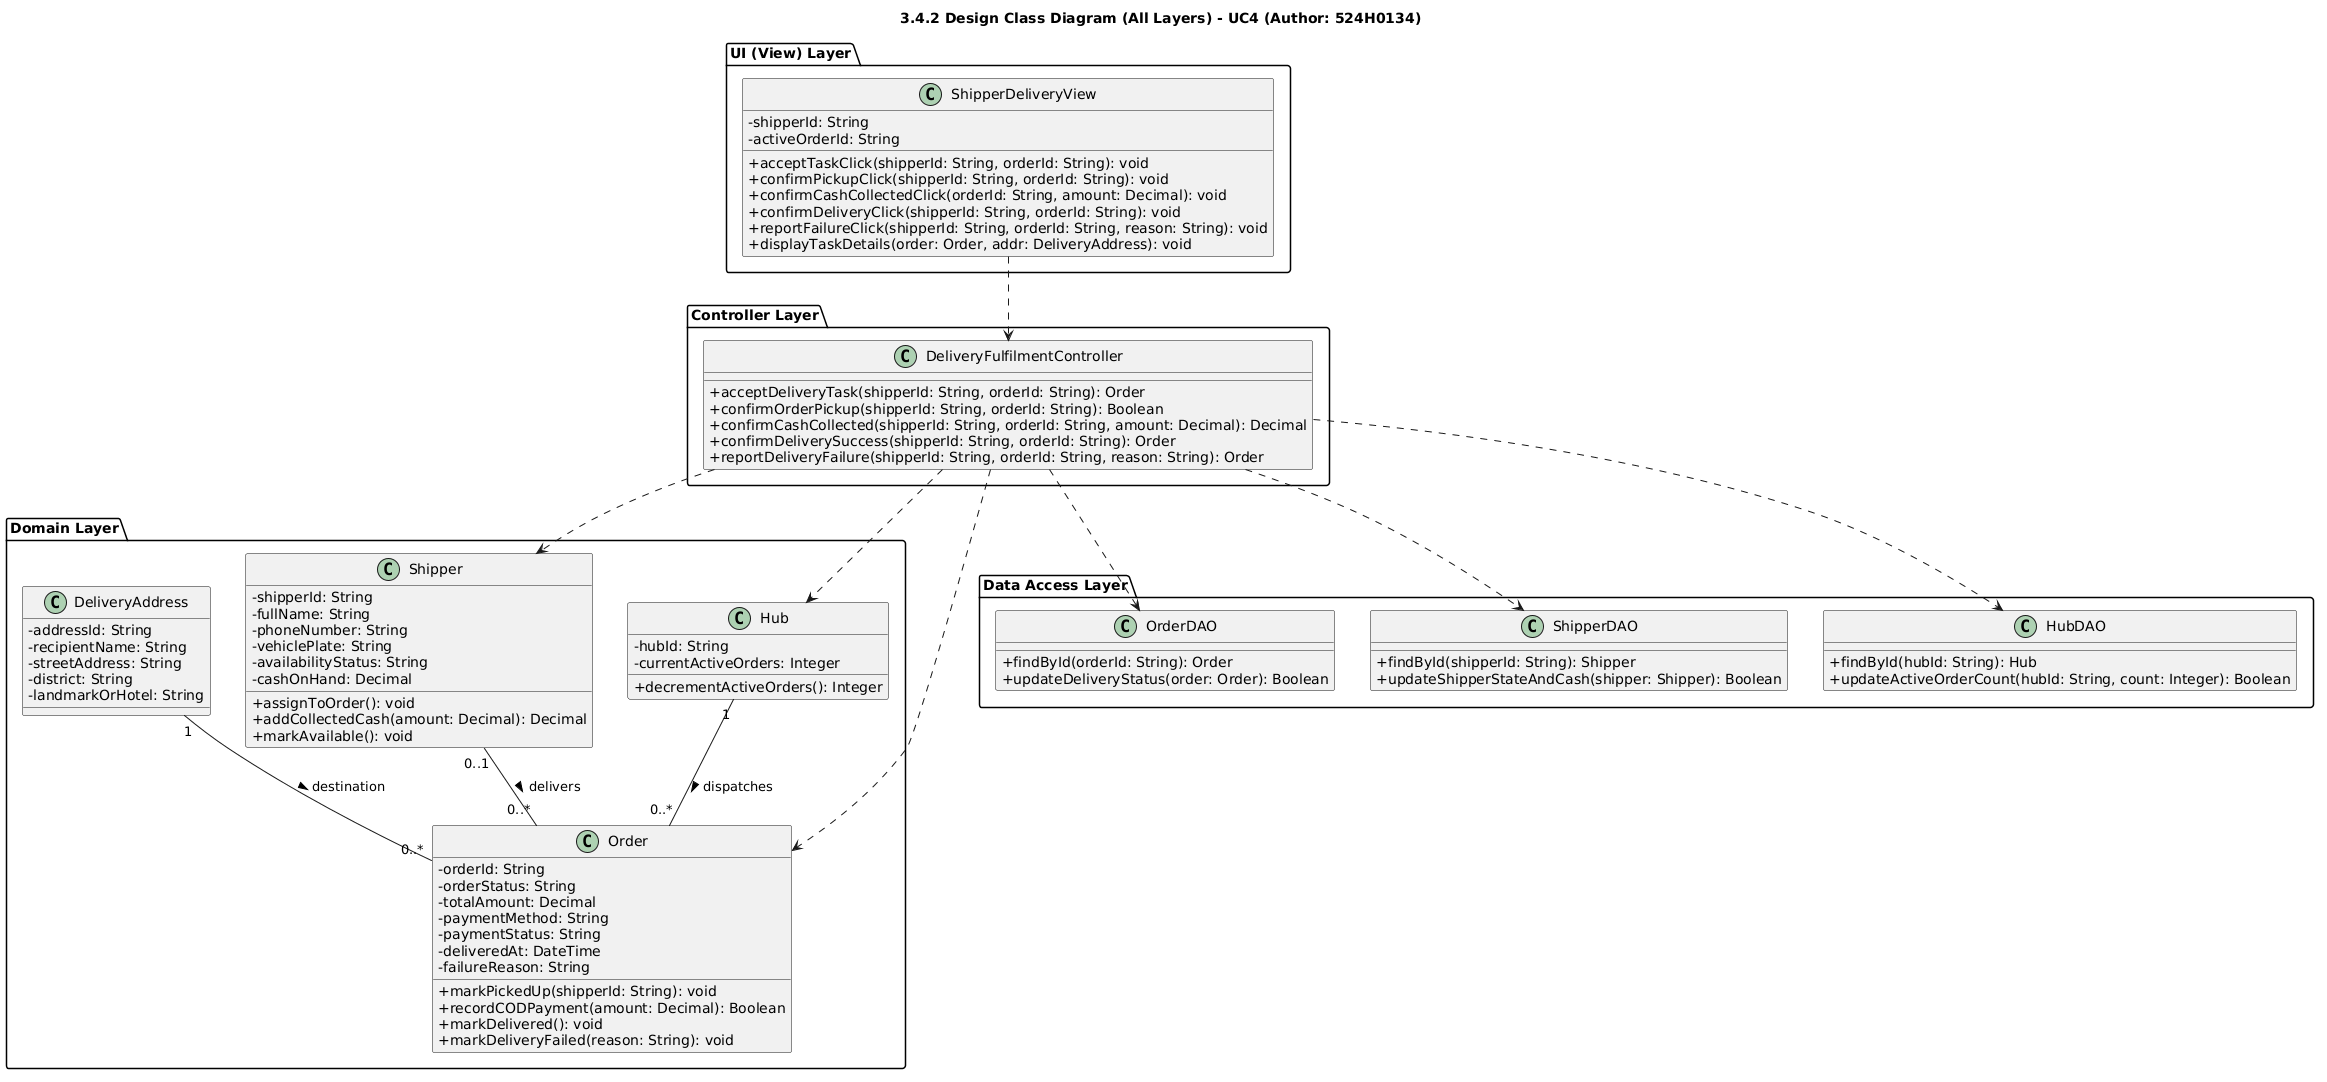 3.4.2 Design Class Diagram (All Layers) - UC4 (Author: 524H0134)
UI (View) Layer
C ShipperDeliveryView
-shipperId: String
-activeOrderId: String
+acceptTaskClick(shipperId: String, orderId: String): void
+confirmPickupClick(shipperId: String, orderId: String): void
+confirmCashCollectedClick(orderId: String, amount: Decimal): void
+confirmDeliveryClick(shipperId: String, orderId: String): void
+reportFailureClick(shipperId: String, orderId: String, reason: String): void
+displayTaskDetails(order: Order, addr: DeliveryAddress): void
Controller Layer
C DeliveryFulfilmentController
+acceptDeliveryTask(shipperId: String, orderId: String): Order
+confirmOrderPickup(shipperId: String, orderId: String): Boolean
+confirmCashCollected(shipperId: String, orderId: String, amount: Decimal): Decimal
+confirmDeliverySuccess(shipperId: String, orderId: String): Order
+reportDeliveryFailure(shipperId: String, orderId: String, reason: String): Order
Domain Layer
C DeliveryAddress
-addressId: String
-recipientName: String
-streetAddress: String
-district: String
-landmarkOrHotel: String
C Shipper
-shipperId: String
-fullName: String
-phoneNumber: String
-vehiclePlate: String
-availabilityStatus: String
-cashOnHand: Decimal
+assignToOrder(): void
+addCollectedCash(amount: Decimal): Decimal
+markAvailable(): void
C Hub
-hubId: String
-currentActiveOrders: Integer
+decrementActiveOrders(): Integer
Data Access Layer
C OrderDAO
+findById(orderId: String): Order
+updateDeliveryStatus(order: Order): Boolean
C ShipperDAO
+findById(shipperId: String): Shipper
+updateShipperStateAndCash(shipper: Shipper): Boolean
C HubDAO
+findById(hubId: String): Hub
+updateActiveOrderCount(hubId: String, count: Integer): Boolean
1
0..1
1
destination
delivers
dispatches
0..*
0..*
0..*
C Order
-orderId: String
-orderStatus: String
-totalAmount: Decimal
-paymentMethod: String
-paymentStatus: String
-deliveredAt: DateTime
-failureReason: String
+markPickedUp(shipperId: String): void
+recordCODPayment(amount: Decimal): Boolean
+markDelivered(): void
+markDeliveryFailed(reason: String): void